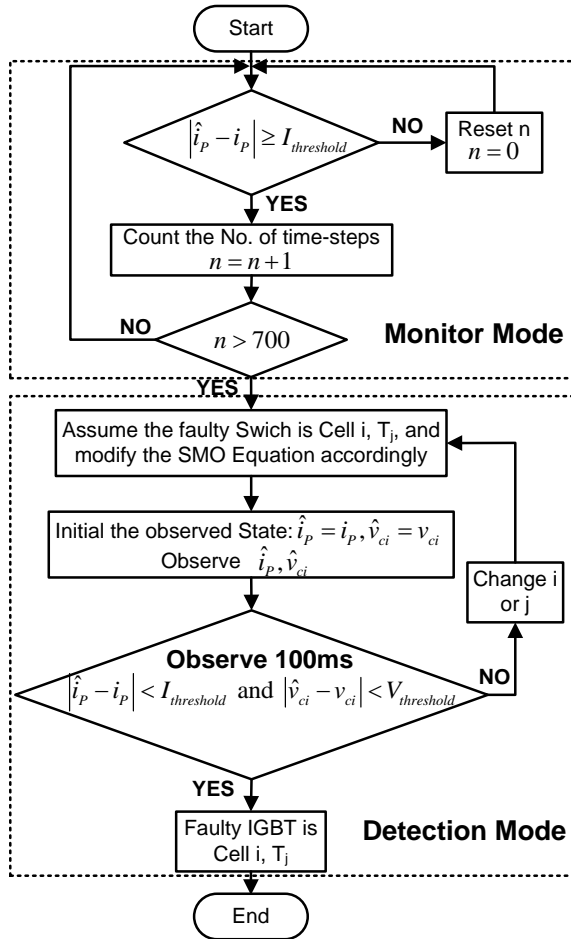 Start
|î_P − i_P| ≥ I_threshold
NO
Reset n
n = 0
YES
Count the No. of time-steps
n = n + 1
n > 700
NO
Monitor Mode
YES
Assume the faulty Swich is Cell i, T_j, and
modify the SMO Equation accordingly
Initial the observed State: î_P = i_P, v̂_ci = v_ci
Observe î_P, v̂_ci
Change i
or j
Observe 100ms
|î_P − i_P| < I_threshold and |v̂_ci − v_ci| < V_threshold
NO
YES
Faulty IGBT is
Cell i, T_j
Detection Mode
End